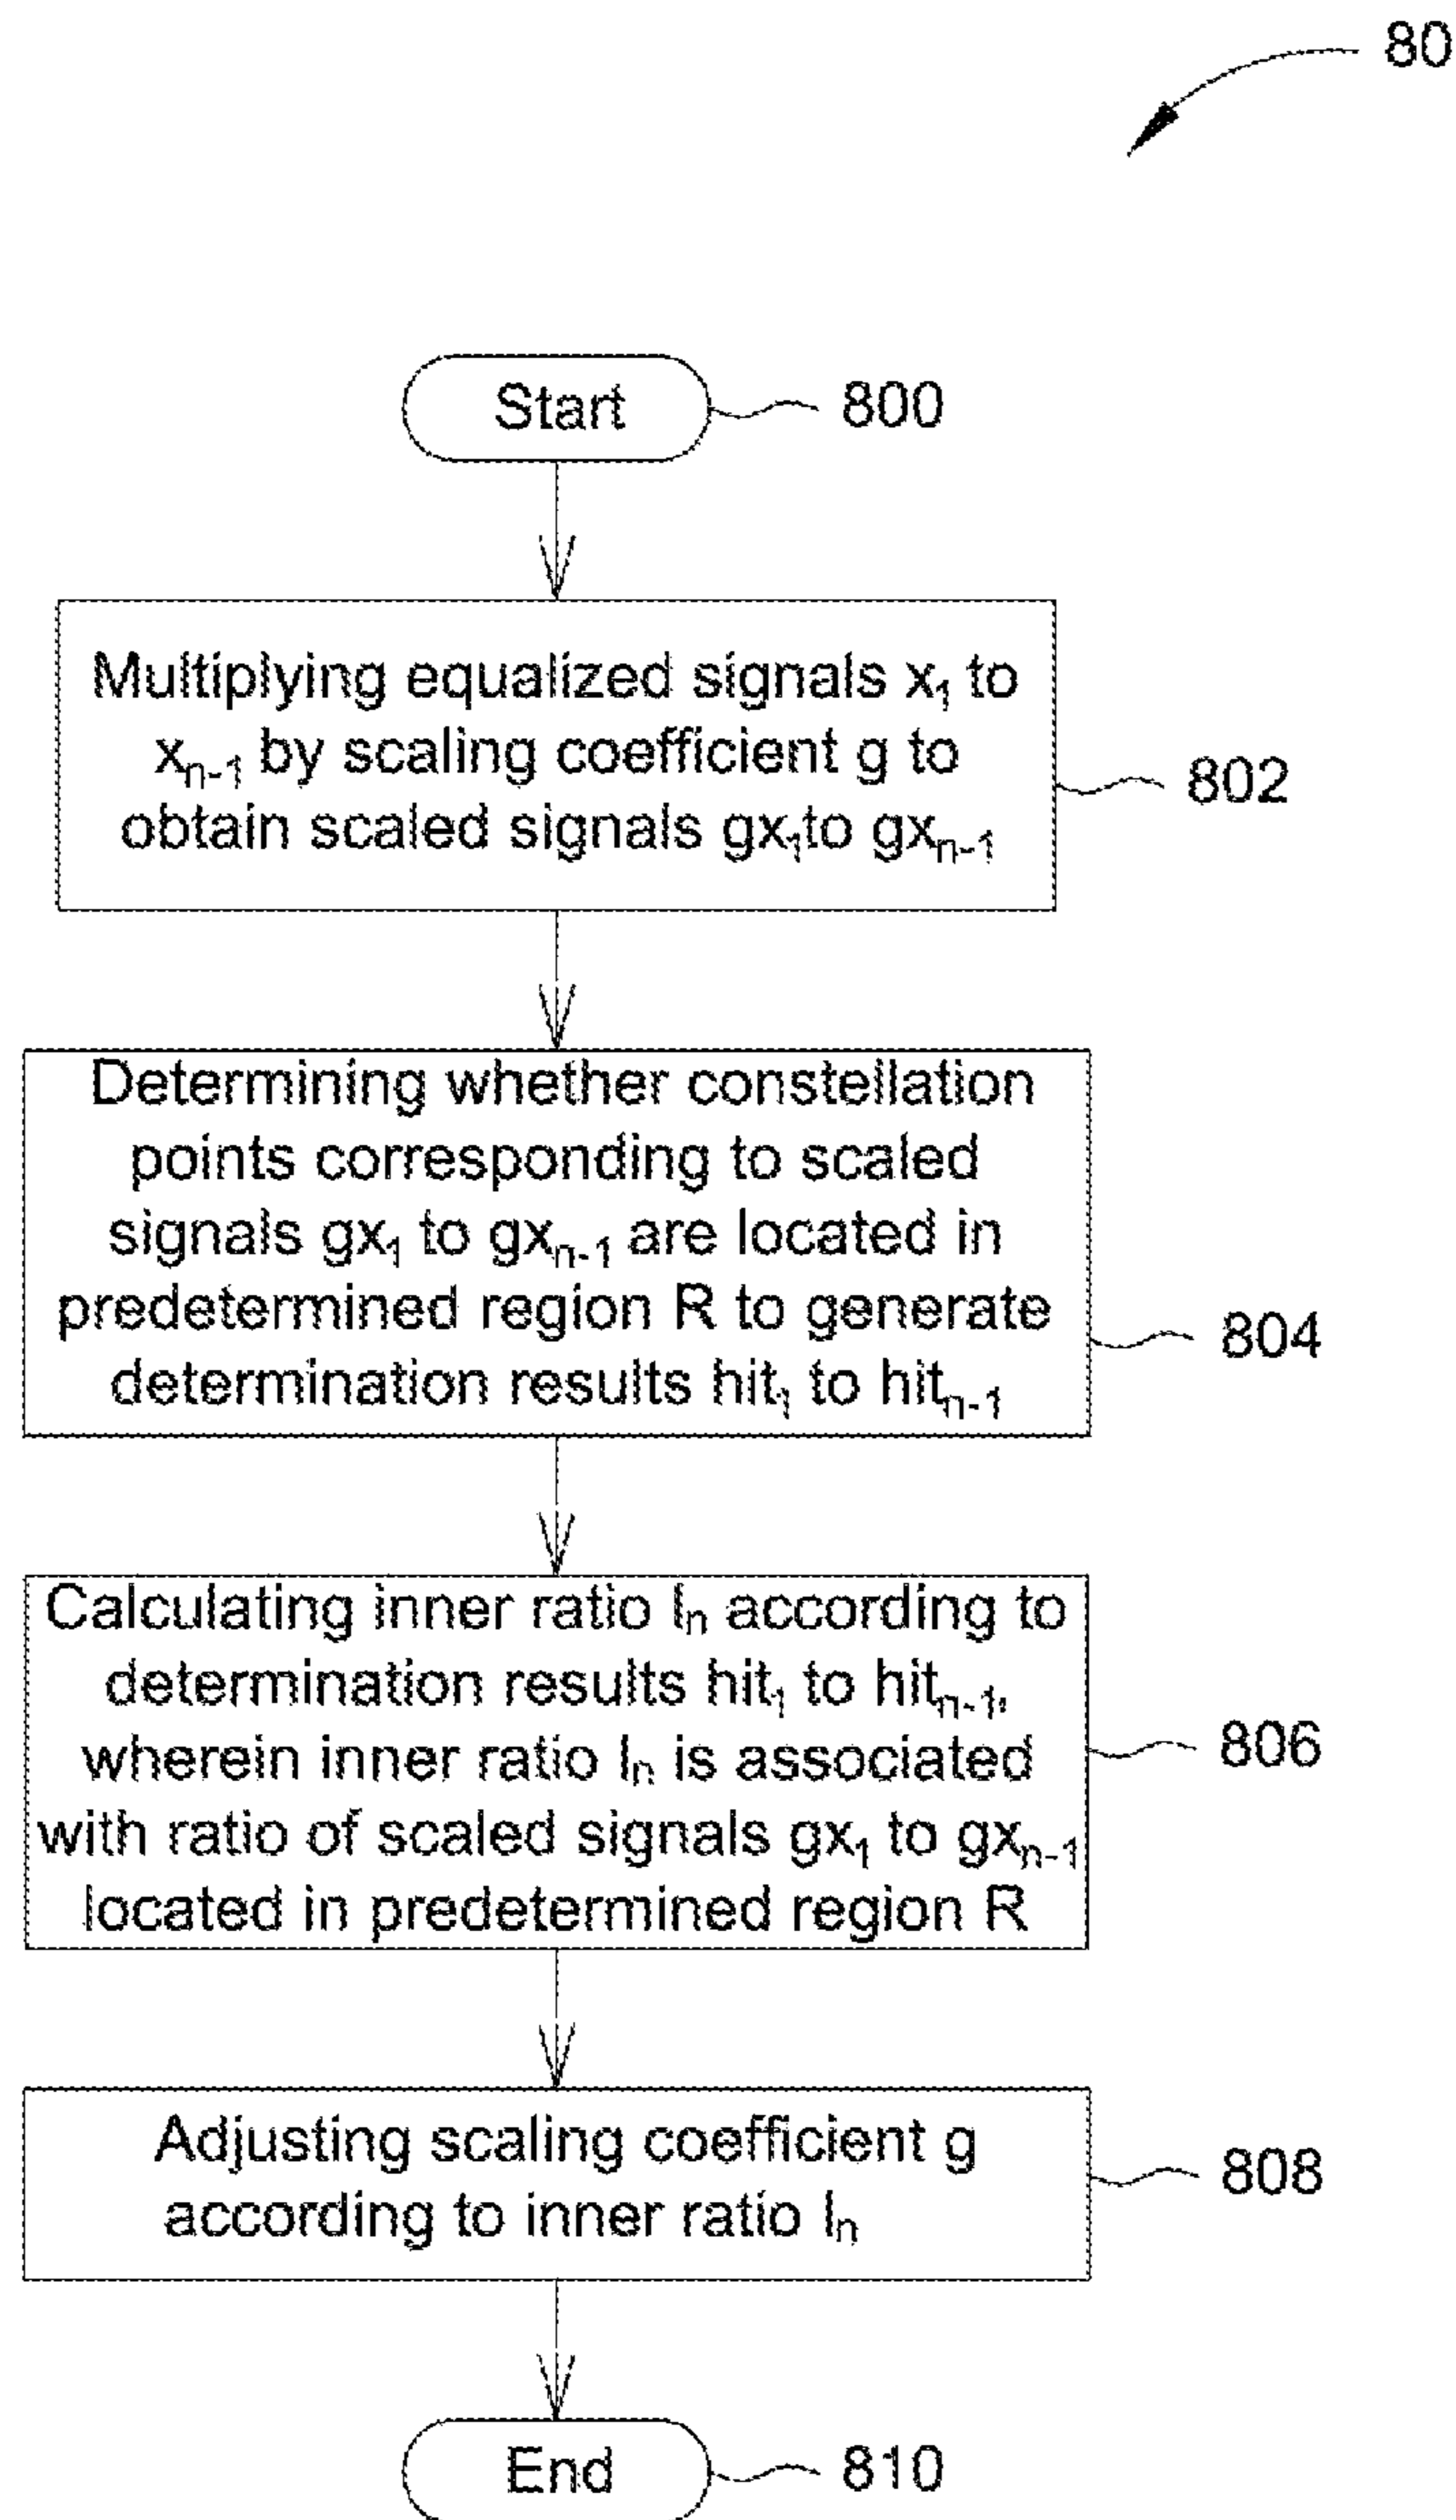 80
Start
800
Multiplying equalized signals x₁ to
xₙ₋₁ by scaling coefficient g to
obtain scaled signals gx₁to gxₙ₋₁
802
Determining whether constellation
points corresponding to scaled
signals gx₁ to gxₙ₋₁ are located in
predetermined region R to generate
determination results hit₁ to hitₙ₋₁
804
Calculating inner ratio Iₙ according to
determination results hit₁ to hitₙ₋₁,
wherein inner ratio Iₙ is associated
with ratio of scaled signals gx₁ to gxₙ₋₁
located in predetermined region R
806
Adjusting scaling coefficient g
according to inner ratio Iₙ
808
End
810